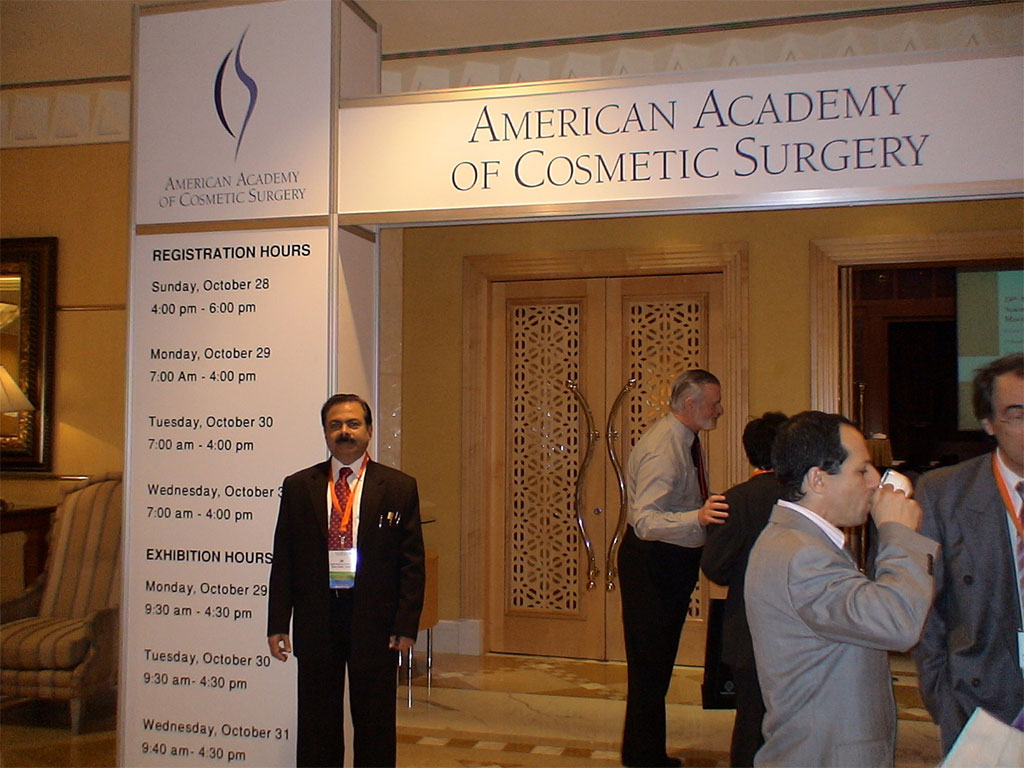 AMERICAN ACADEMY
OF COSMETIC SURGERY
AMERICAN ACADEMY
OF COSMETIC SURGERY
REGISTRATION HOURS
Sunday, October 28
4:00 pm - 6:00 pm
Monday, October 29
7:00 Am - 4:00 pm
Tuesday, October 30
7:00 am - 4:00 pm
Wednesday, October 3
7:00 am - 4:00 pm
EXHIBITION HOURS
Monday, October 29
9:30 am - 4:30 pm
Tuesday, October 30
9:30 am- 4:30 pm
Wednesday, October 31
9:40 am- 4:30 pm